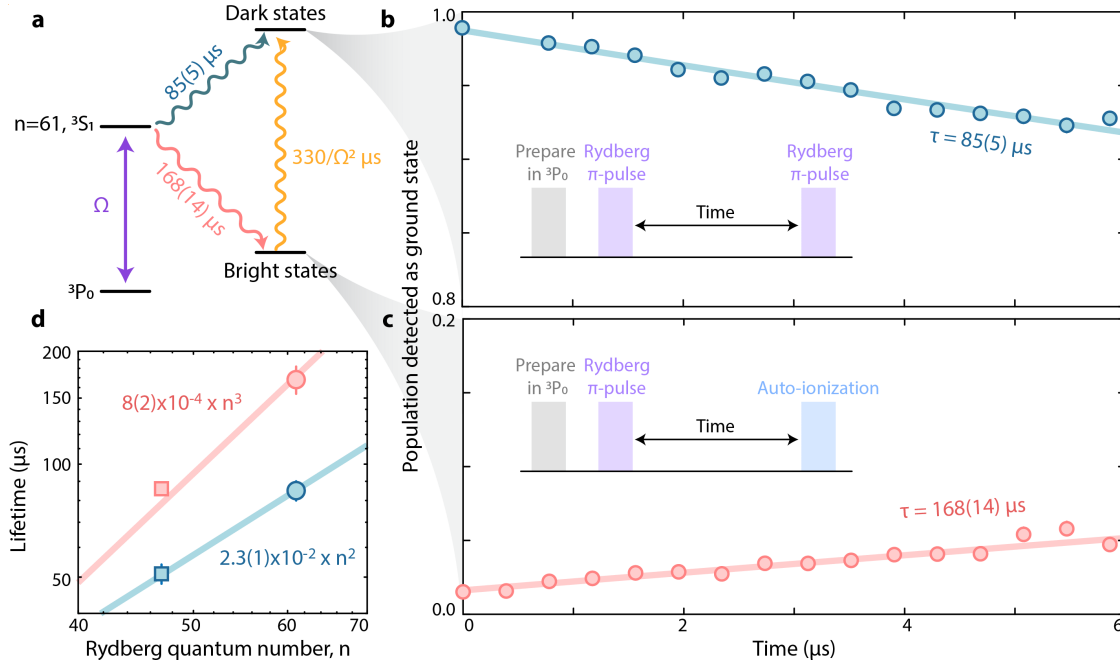 a
Dark states
85(5) μs
n=61, ³S₁
330/Ω² μs
168(14) μs
Ω
Bright states
³P₀
b
1.0
τ = 85(5) μs
Prepare
in ³P₀
Rydberg
π-pulse
Rydberg
π-pulse
Time
0.8
Population detected as ground state
c
0.2
Prepare
in ³P₀
Rydberg
π-pulse
Auto-ionization
Time
τ = 168(14) μs
0.0
0
2
4
6
Time (μs)
d
200
150
100
50
8(2)x10⁻⁴ x n³
2.3(1)x10⁻² x n²
Lifetime (μs)
40
50
60
70
Rydberg quantum number, n